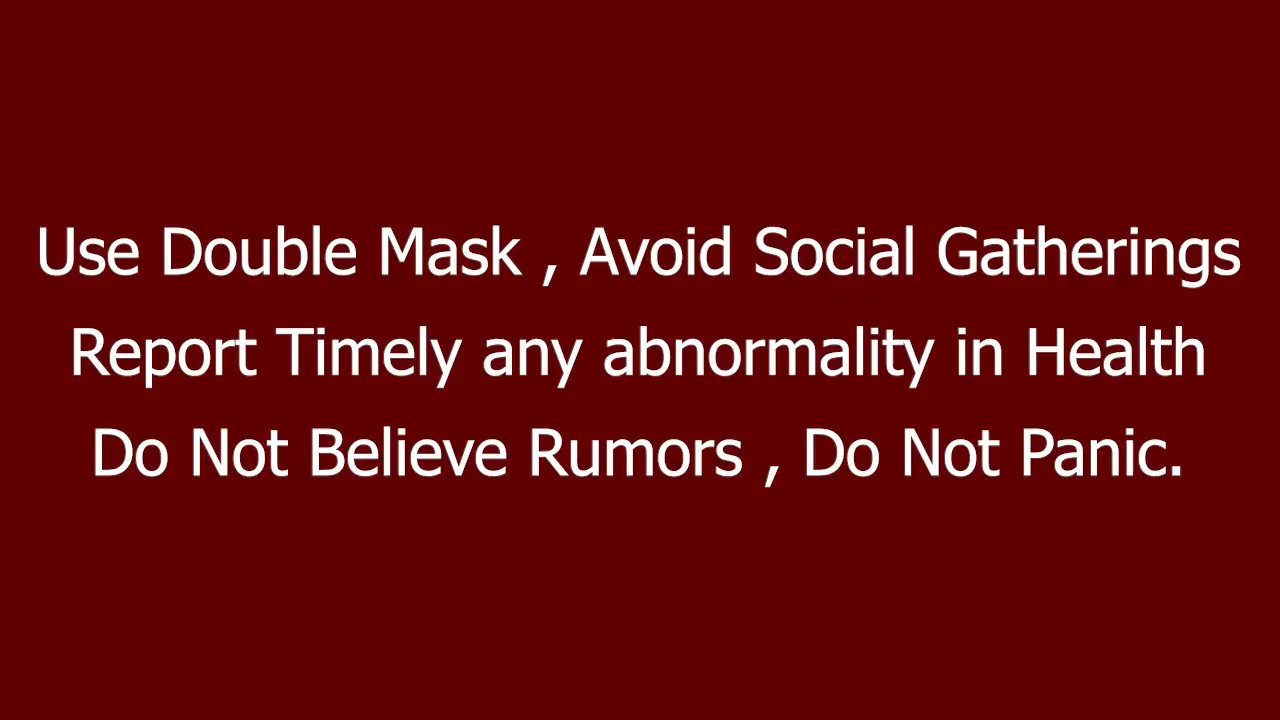 Use Double Mask , Avoid Social Gatherings
Report Timely any abnormality in Health
Do Not Believe Rumors , Do Not Panic.